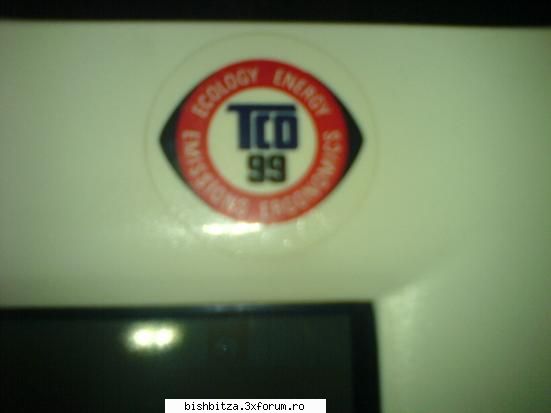 ECOLOGY ENERGY
TCO
99
EMISSIONS ERGONOMICS
bishbitza.3xforum.ro